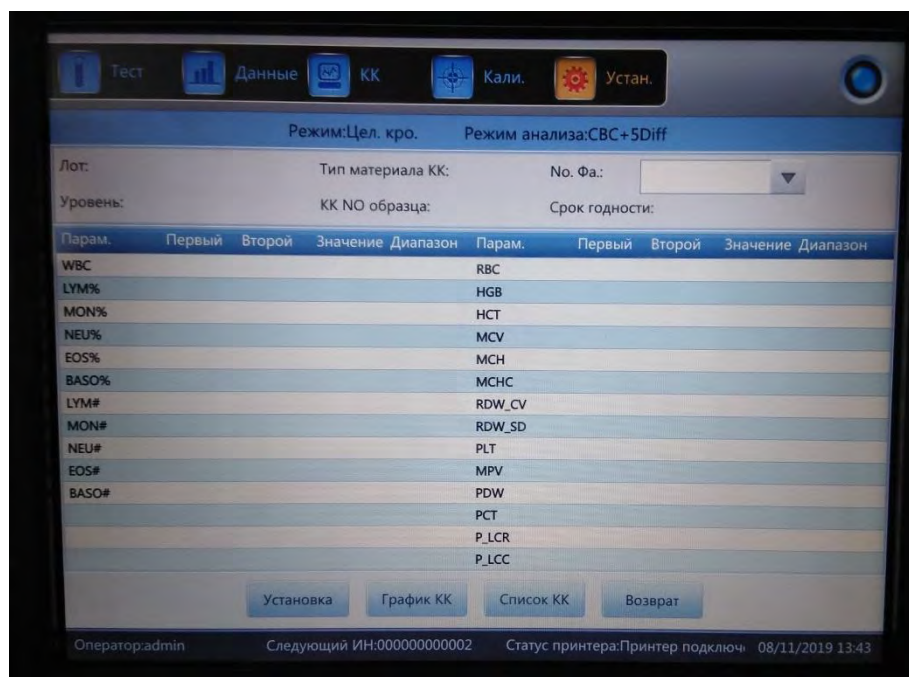 Тест Данные КК Кали. Устан.
Режим:Цел. кро. Режим анализа:CBC+5Diff
Лот: Тип материала КК: No. Фа.:
Уровень: КК NO образца: Срок годности:
Парам. Первый Второй Значение Диапазон Парам. Первый Второй Значение Диапазон
WBC RBC
LYM% HGB
MON% HCT
NEU% MCV
EOS% MCH
BASO% MCHC
LYM# RDW_CV
MON# RDW_SD
NEU# PLT
EOS# MPV
BASO# PDW
PCT
P_LCR
P_LCC
Установка График КК Список КК Возврат
Оператор:admin Следующий ИН:000000000002 Статус принтера:Принтер подключ 08/11/2019 13:43